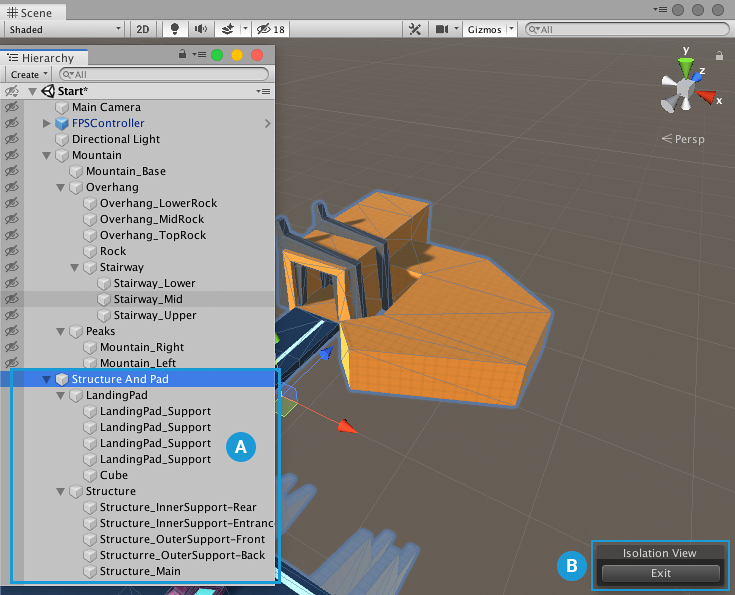 Scene
Shaded 2D 18 Gizmos All
Hierarchy
Create All
Start*
Main Camera
FPSController
Directional Light
Mountain
Mountain_Base
Overhang
Overhang_LowerRock
Overhang_MidRock
Overhang_TopRock
Rock
Stairway
Stairway_Lower
Stairway_Mid
Stairway_Upper
Peaks
Mountain_Right
Mountain_Left
Structure And Pad
LandingPad
LandingPad_Support
LandingPad_Support
LandingPad_Support
LandingPad_Support
Cube
Structure
Structure_InnerSupport-Rear
Structure_InnerSupport-Entranc
Structure_OuterSupport-Front
Structurre_OuterSupport-Back
Structure_Main
A
y
z
x
Persp
B
Isolation View
Exit